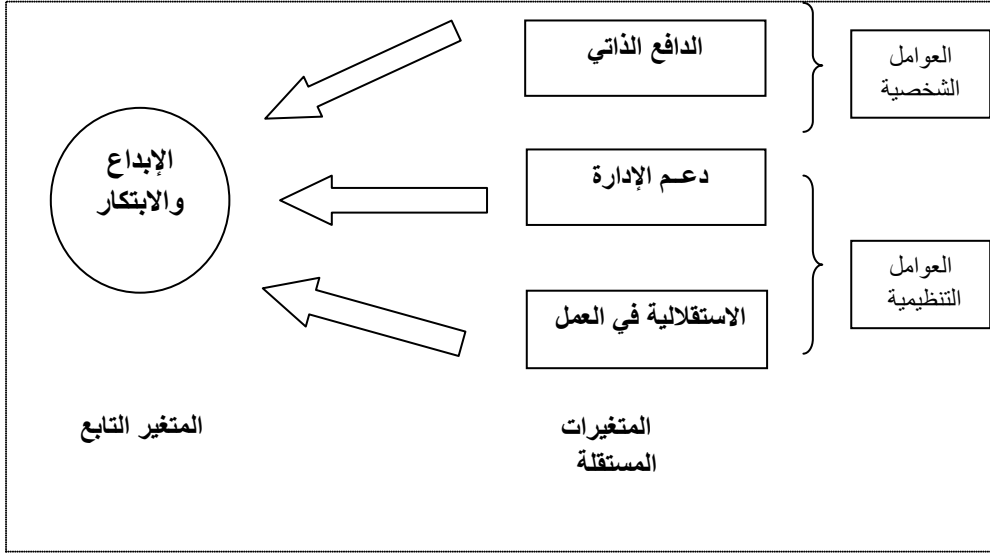 العوامل
الشخصية
الدافع الذاتي
دعـم الإدارة
الإبداع
والابتكار
العوامل
التنظيمية
الاستقلالية في العمل
المتغيرات
المستقلة
المتغير التابع